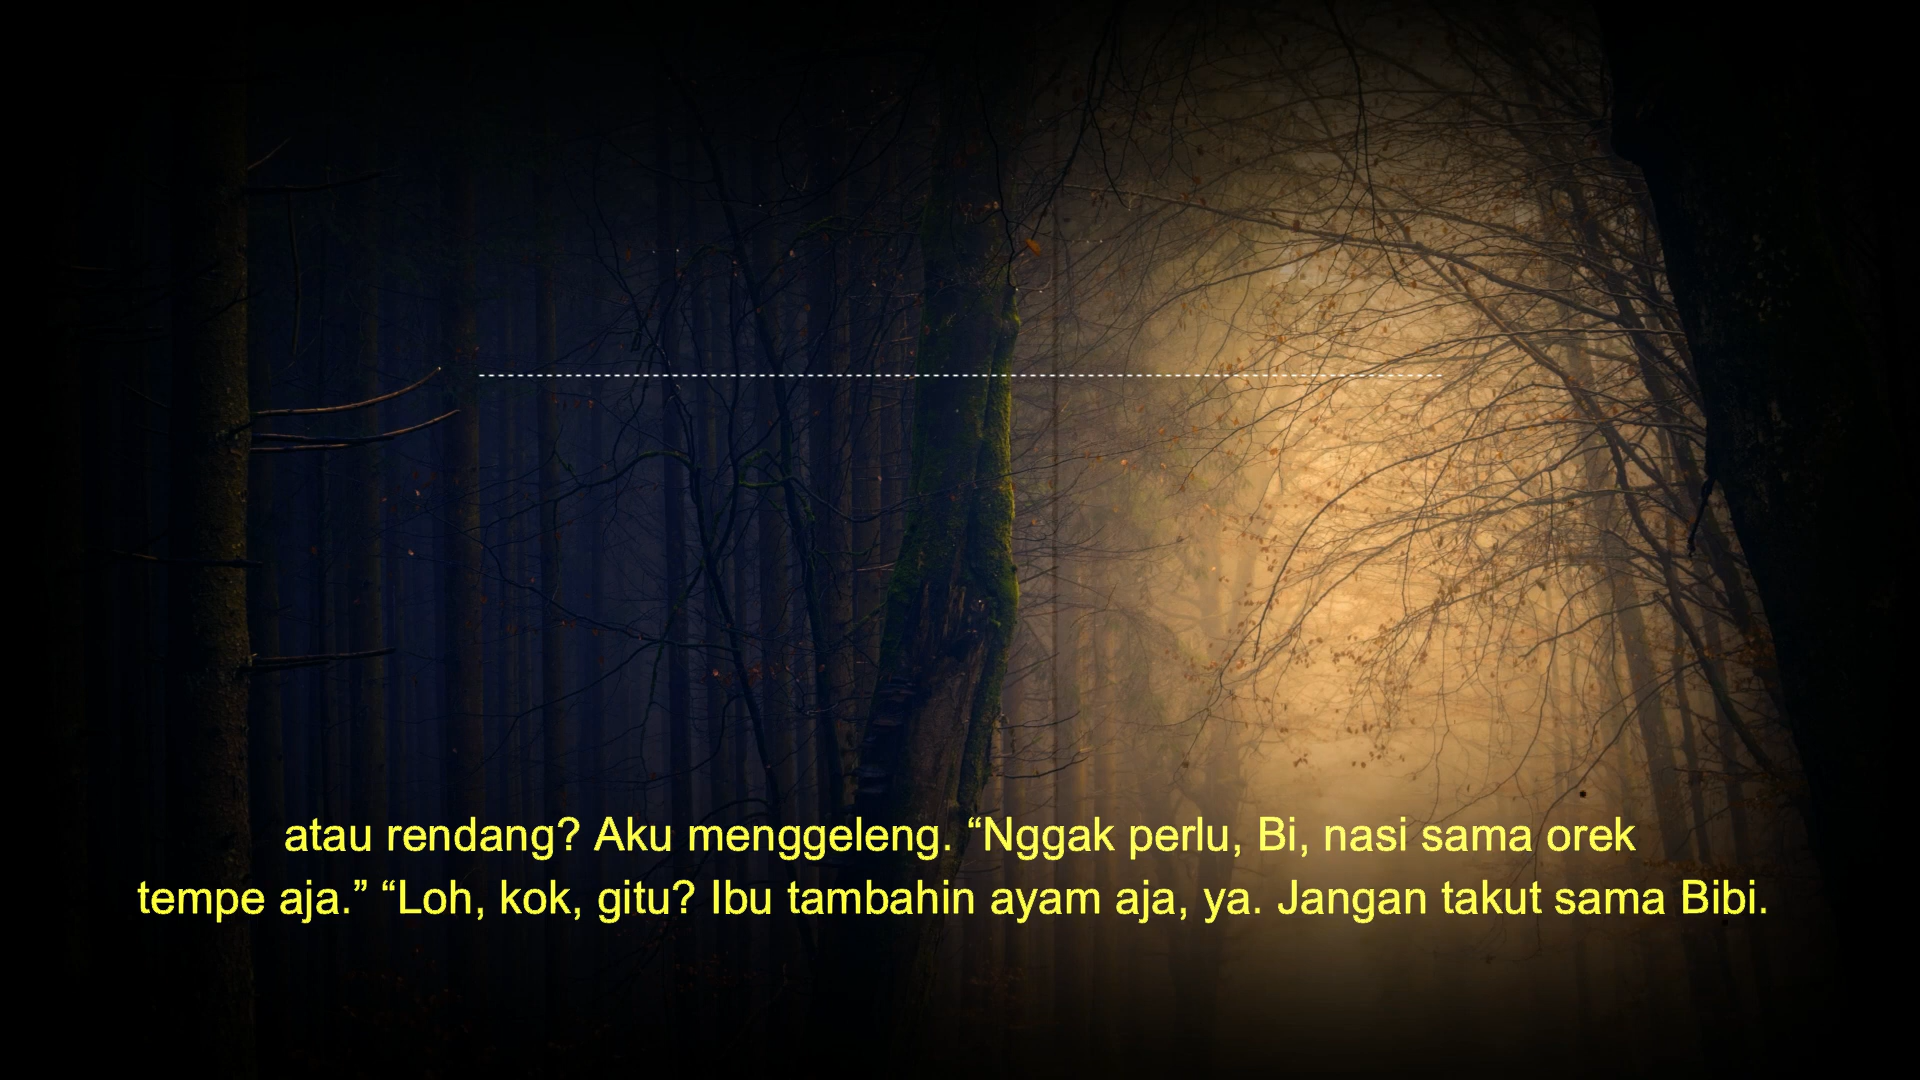 atau rendang? Aku menggeleng. “Nggak perlu, Bi, nasi sama orek
tempe aja.” “Loh, kok, gitu? Ibu tambahin ayam aja, ya. Jangan takut sama Bibi.